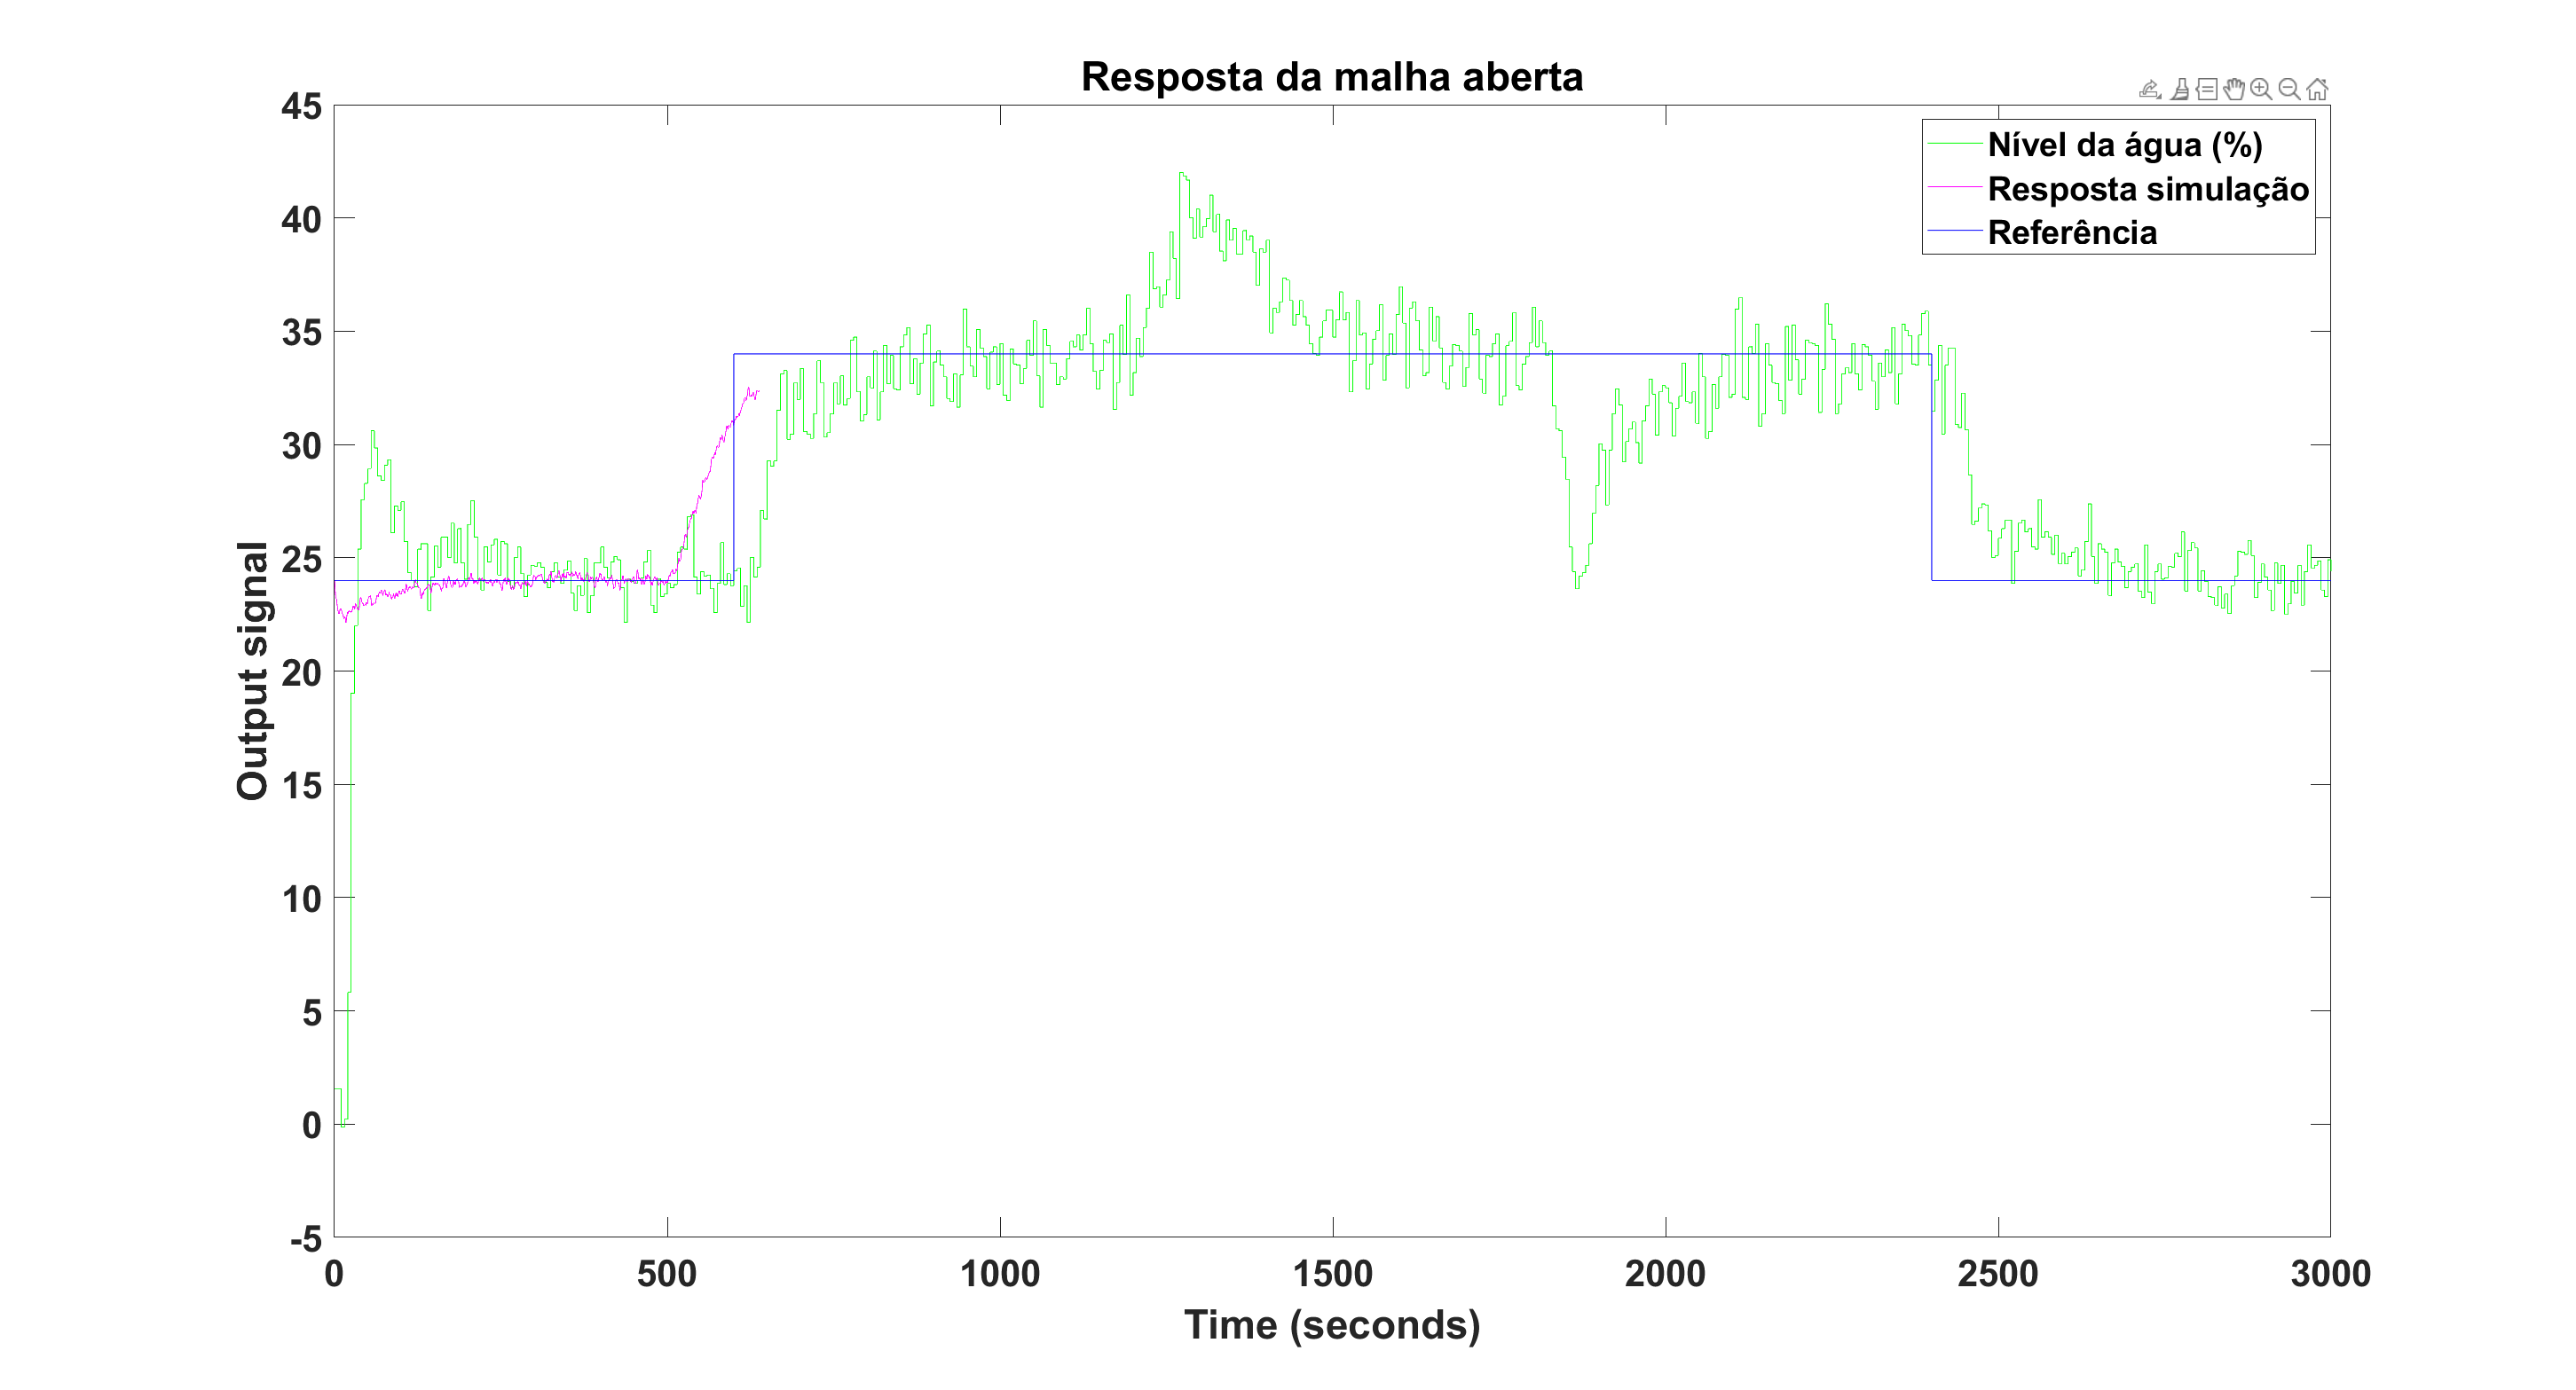 Resposta da malha aberta
45
40
35
30
25
20
15
10
5
0
-5
Output signal
Nível da água (%)
Resposta simulação
Referência
0 500 1000 1500 2000 2500 3000
Time (seconds)